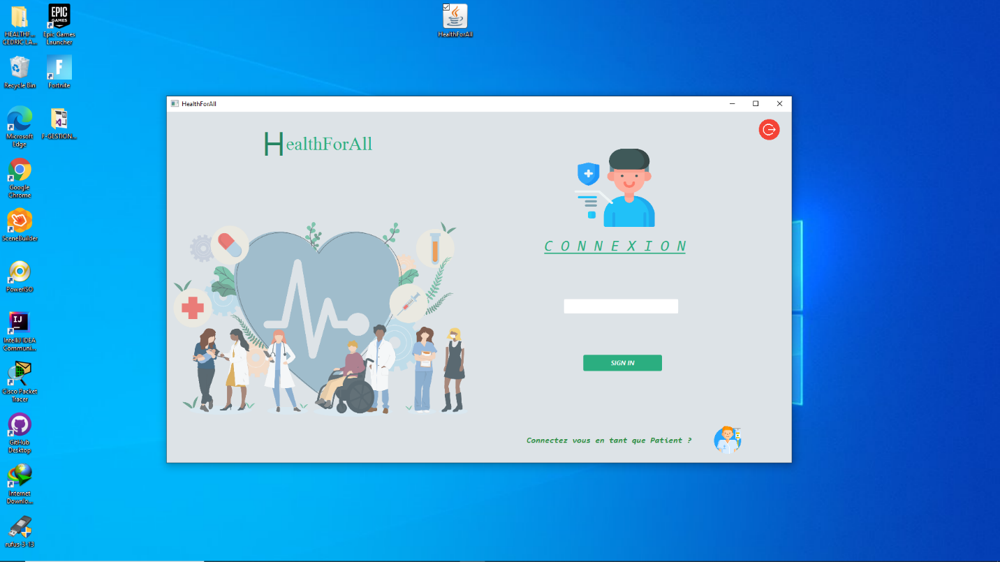 HEALTHF...
CEDRIC LA...
Epic Games
Launcher
EPIC
GAMES
HealthForAll
Recycle Bin
F
Fortnite
Microsoft
Edge
F-GESTION...
Google
Chrome
SceneBuilder
PowerISO
IJ
IntelliJ IDEA
Communi...
Cisco Packet
Tracer
GitHub
Desktop
Internet
Downlo...
rufus-3-13
HealthForAll
HealthForAll
CONNEXION
SIGN IN
Connectez vous en tant que Patient ?